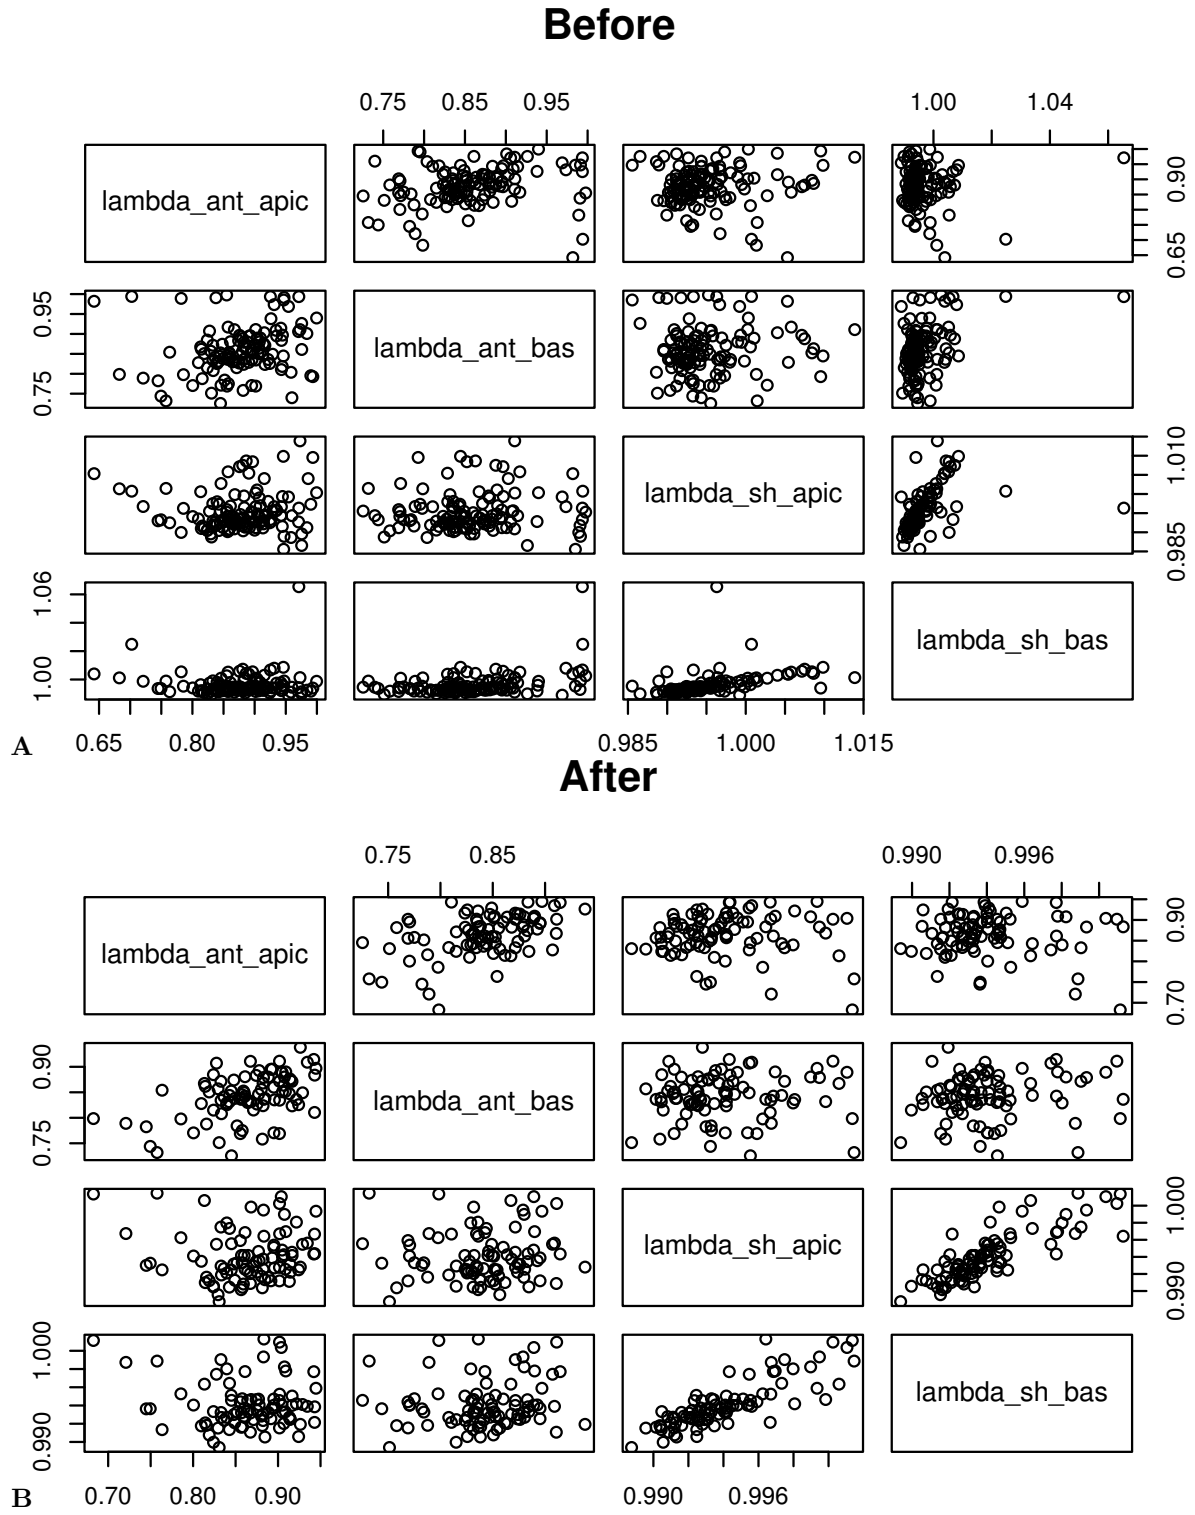 Before
0.75 0.85 0.95 1.00 1.04
lambda_ant_apic
0.65 0.90
0.75 0.95
lambda_ant_bas
lambda_sh_apic
0.985 1.010
1.00 1.06
lambda_sh_bas
A 0.65 0.80 0.95 0.985 1.000 1.015
After
0.75 0.85 0.990 0.996
lambda_ant_apic
0.70 0.90
0.75 0.90
lambda_ant_bas
lambda_sh_apic
0.990 1.000
0.990 1.000
lambda_sh_bas
B 0.70 0.80 0.90 0.990 0.996